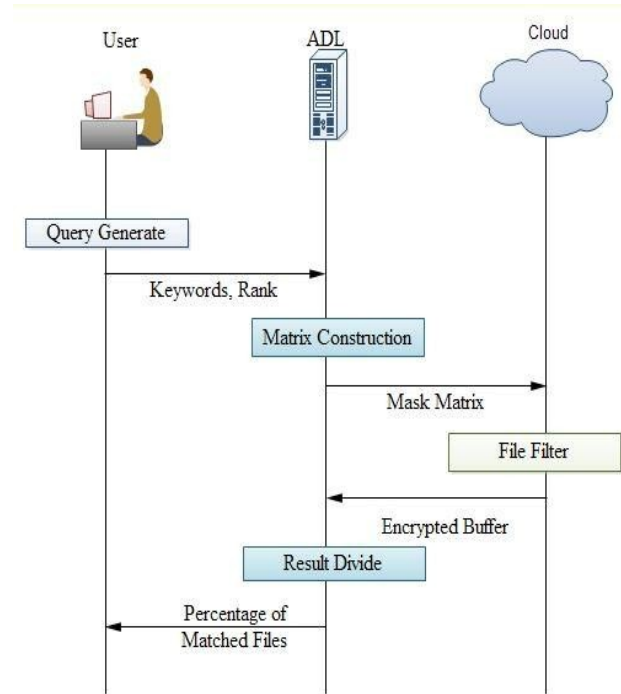 User
ADL
Cloud
Query Generate
Keywords, Rank
Matrix Construction
Mask Matrix
File Filter
Encrypted Buffer
Result Divide
Percentage of
Matched Files